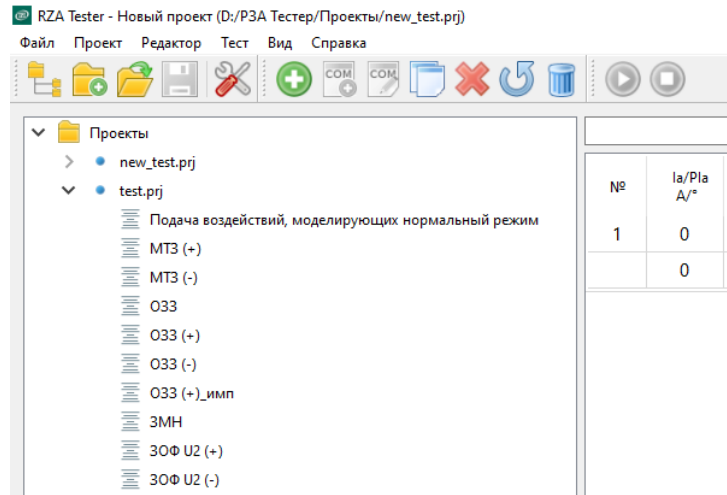 RZA Tester - Новый проект (D:/РЗА Тестер/Проекты/new_test.prj)
Файл Проект Редактор Тест Вид Справка
COM COM
Проекты
new_test.prj
test.prj
Подача воздействий, моделирующих нормальный режим
МТЗ (+)
МТЗ (-)
ОЗЗ
ОЗЗ (+)
ОЗЗ (-)
ОЗЗ (+)_имп
ЗМН
ЗОФ U2 (+)
ЗОФ U2 (-)
№ Ia/PIa
A/°
1 0
0